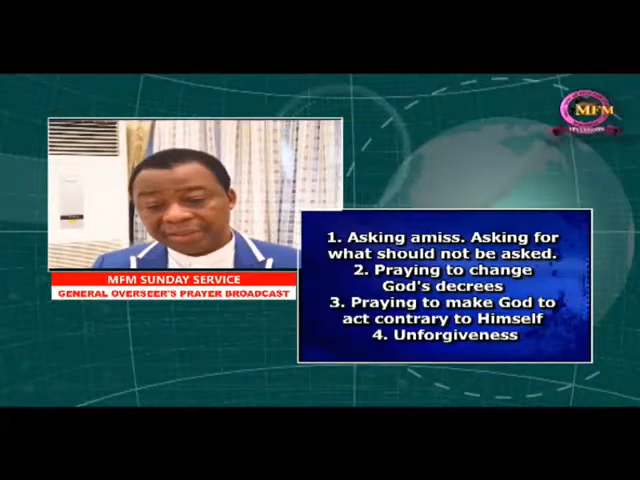 MFM
MFM SUNDAY SERVICE
GENERAL OVERSEER'S PRAYER BROADCAST
1. Asking amiss. Asking for
what should not be asked.
2. Praying to change
God's decrees
3. Praying to make God to
act contrary to Himself
4. Unforgiveness